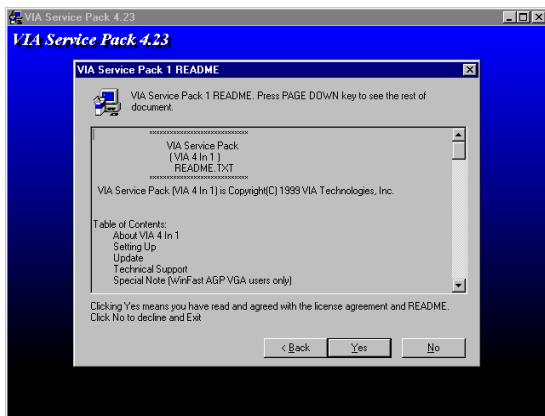 VIA Service Pack 4.23
VIA Service Pack 4.23
VIA Service Pack 1 README
VIA Service Pack 1 README. Press PAGE DOWN key to see the rest of
document.
****************************
VIA Service Pack
( VIA 4 In 1 )
README.TXT
****************************
VIA Service Pack (VIA 4 In 1) is Copyright(C) 1999 VIA Technologies, Inc.
Table of Contents:
About VIA 4 In 1
Setting Up
Update
Technical Support
Special Note (WinFast AGP VGA users only)
Clicking Yes means you have read and agreed with the license agreement and README.
Click No to decline and Exit
< Back
Yes
No